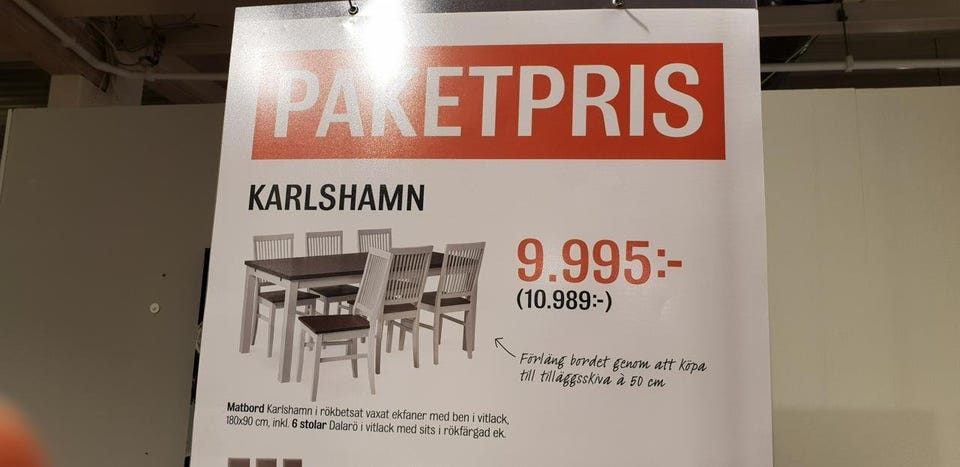 PAKETPRIS
KARLSHAMN
9.995:-
(10.989:-)
Förläng bordet genom att köpa
till tilläggsskiva à 50 cm
Matbord Karlshamn i rökbetsat vaxat ekfaner med ben i vitlack,
180x90 cm, inkl. 6 stolar Dalarö i vitlack med sits i rökfärgad ek.